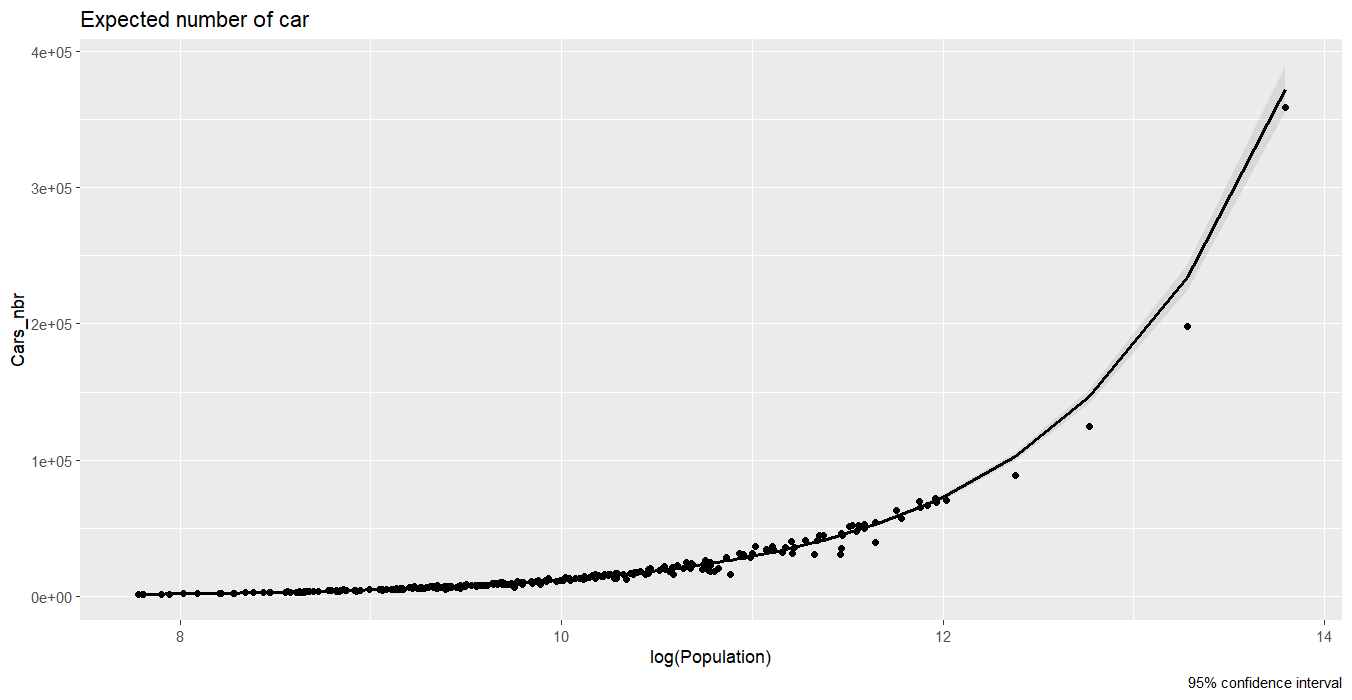 Expected number of car
4e+05
3e+05
2e+05
1e+05
0e+00
Cars_nbr
8
10
12
14
log(Population)
95% confidence interval